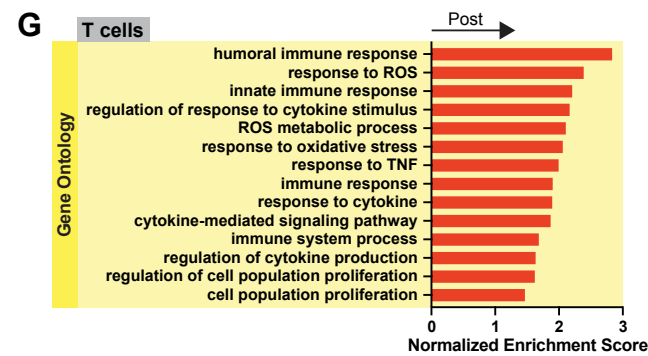 G
T cells
Post
Gene Ontology
humoral immune response
response to ROS
innate immune response
regulation of response to cytokine stimulus
ROS metabolic process
response to oxidative stress
response to TNF
immune response
response to cytokine
cytokine-mediated signaling pathway
immune system process
regulation of cytokine production
regulation of cell population proliferation
cell population proliferation
0 1 2 3
Normalized Enrichment Score